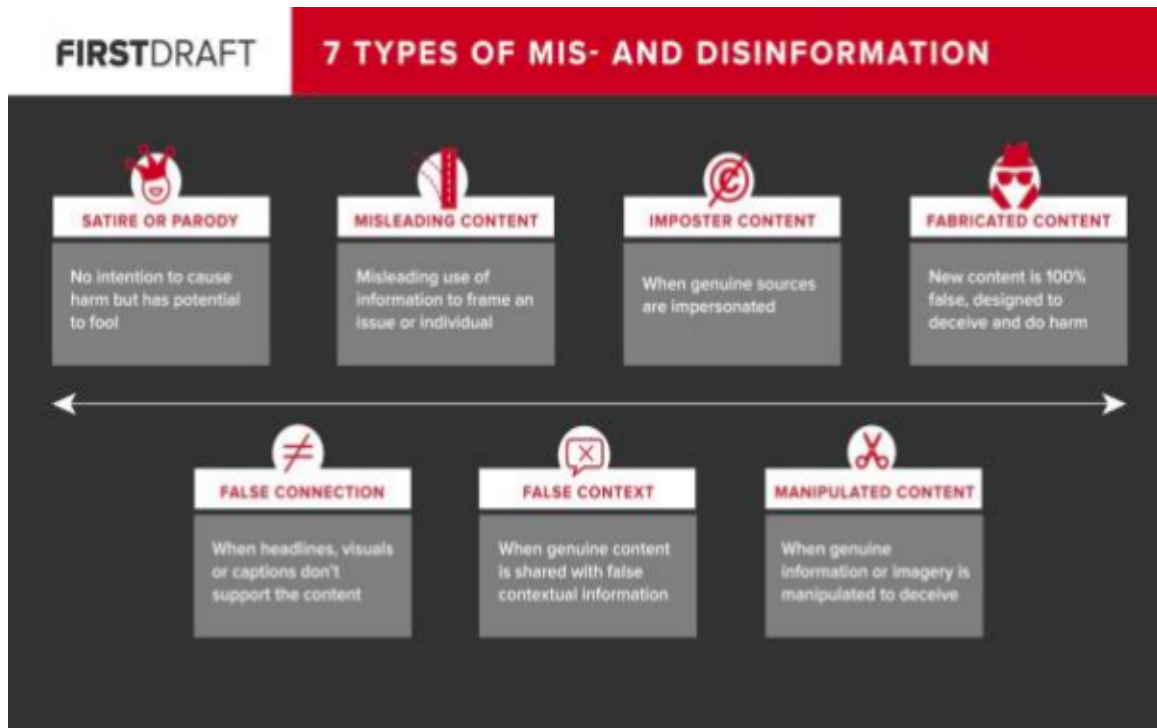 FIRSTDRAFT
7 TYPES OF MIS- AND DISINFORMATION
SATIRE OR PARODY
No intention to cause
harm but has potential
to fool
MISLEADING CONTENT
Misleading use of
information to frame an
issue or individual
IMPOSTER CONTENT
When genuine sources
are impersonated
FABRICATED CONTENT
New content is 100%
false, designed to
deceive and do harm
FALSE CONNECTION
When headlines, visuals
or captions don't
support the content
FALSE CONTEXT
When genuine content
is shared with false
contextual information
MANIPULATED CONTENT
When genuine
information or imagery is
manipulated to deceive